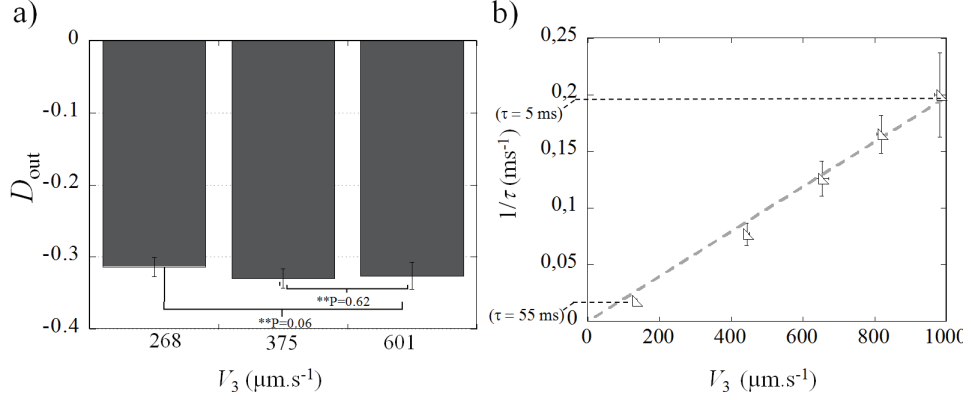 a)
0
-0.1
-0.2
-0.3
-0.4
D_out
**P=0.62
**P=0.06
268 375 601
V_3 (µm.s⁻¹)
b)
0,25
0,2
0,15
0,1
0,05
0
(τ = 5 ms)
(τ = 55 ms)
1/τ (ms⁻¹)
0 200 400 600 800 1000
V_3 (µm.s⁻¹)